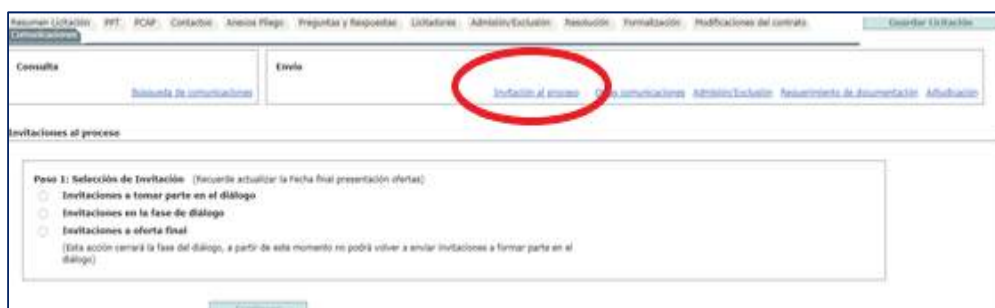 Resumen Licitación PPT PCAP Contactos Anexos Pliego Preguntas y Respuestas Licitadores Admisión/Exclusión Resolución Formalización Modificaciones del contrato Guardar Licitación
Comunicaciones
Consulta Envío
Búsqueda de comunicaciones Invitación al proceso comunicaciones Admisión/Exclusión Requerimiento de documentación Adjudicación
Invitaciones al proceso
Paso 1: Selección de Invitación (Recuerde actualizar la Fecha final presentación ofertas)
Invitaciones a tomar parte en el diálogo
Invitaciones en la fase de diálogo
Invitaciones a oferta final
(Esta acción cerrará la fase del diálogo, a partir de este momento no podrá volver a enviar invitaciones a formar parte en el
diálogo)